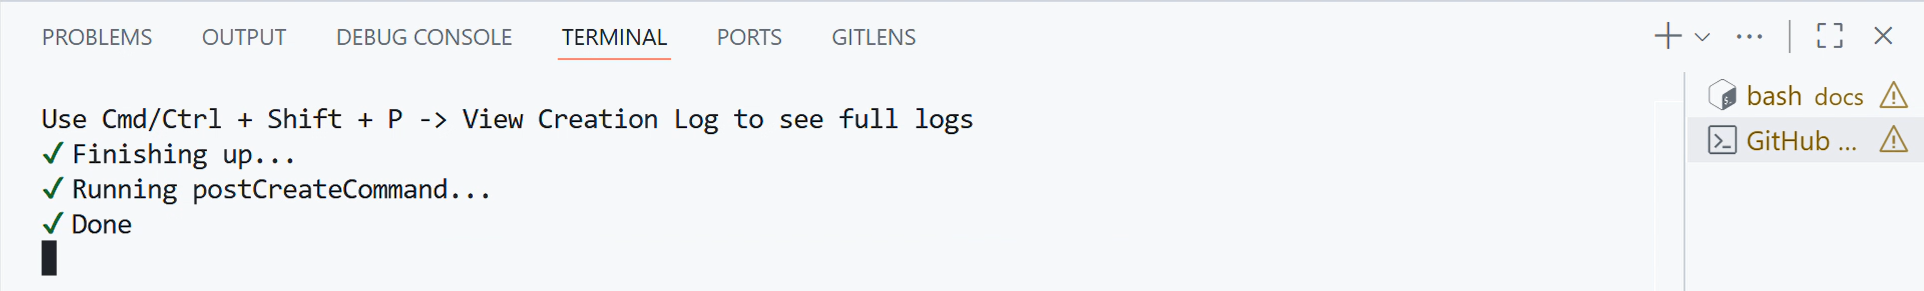 PROBLEMS OUTPUT DEBUG CONSOLE TERMINAL PORTS GITLENS
Use Cmd/Ctrl + Shift + P -> View Creation Log to see full logs
✓ Finishing up...
✓ Running postCreateCommand...
✓ Done
bash docs
GitHub ...